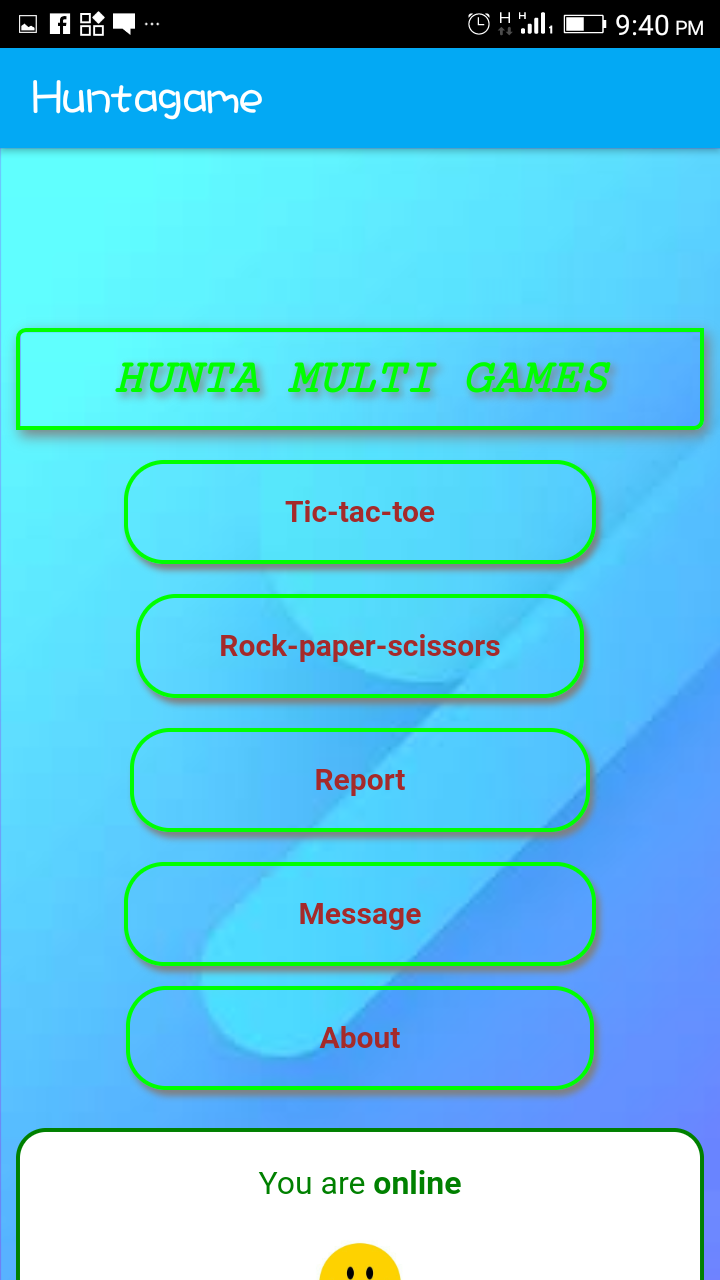 9:40 PM
Huntagame
HUNTA MULTI GAMES
Tic-tac-toe
Rock-paper-scissors
Report
Message
About
You are online